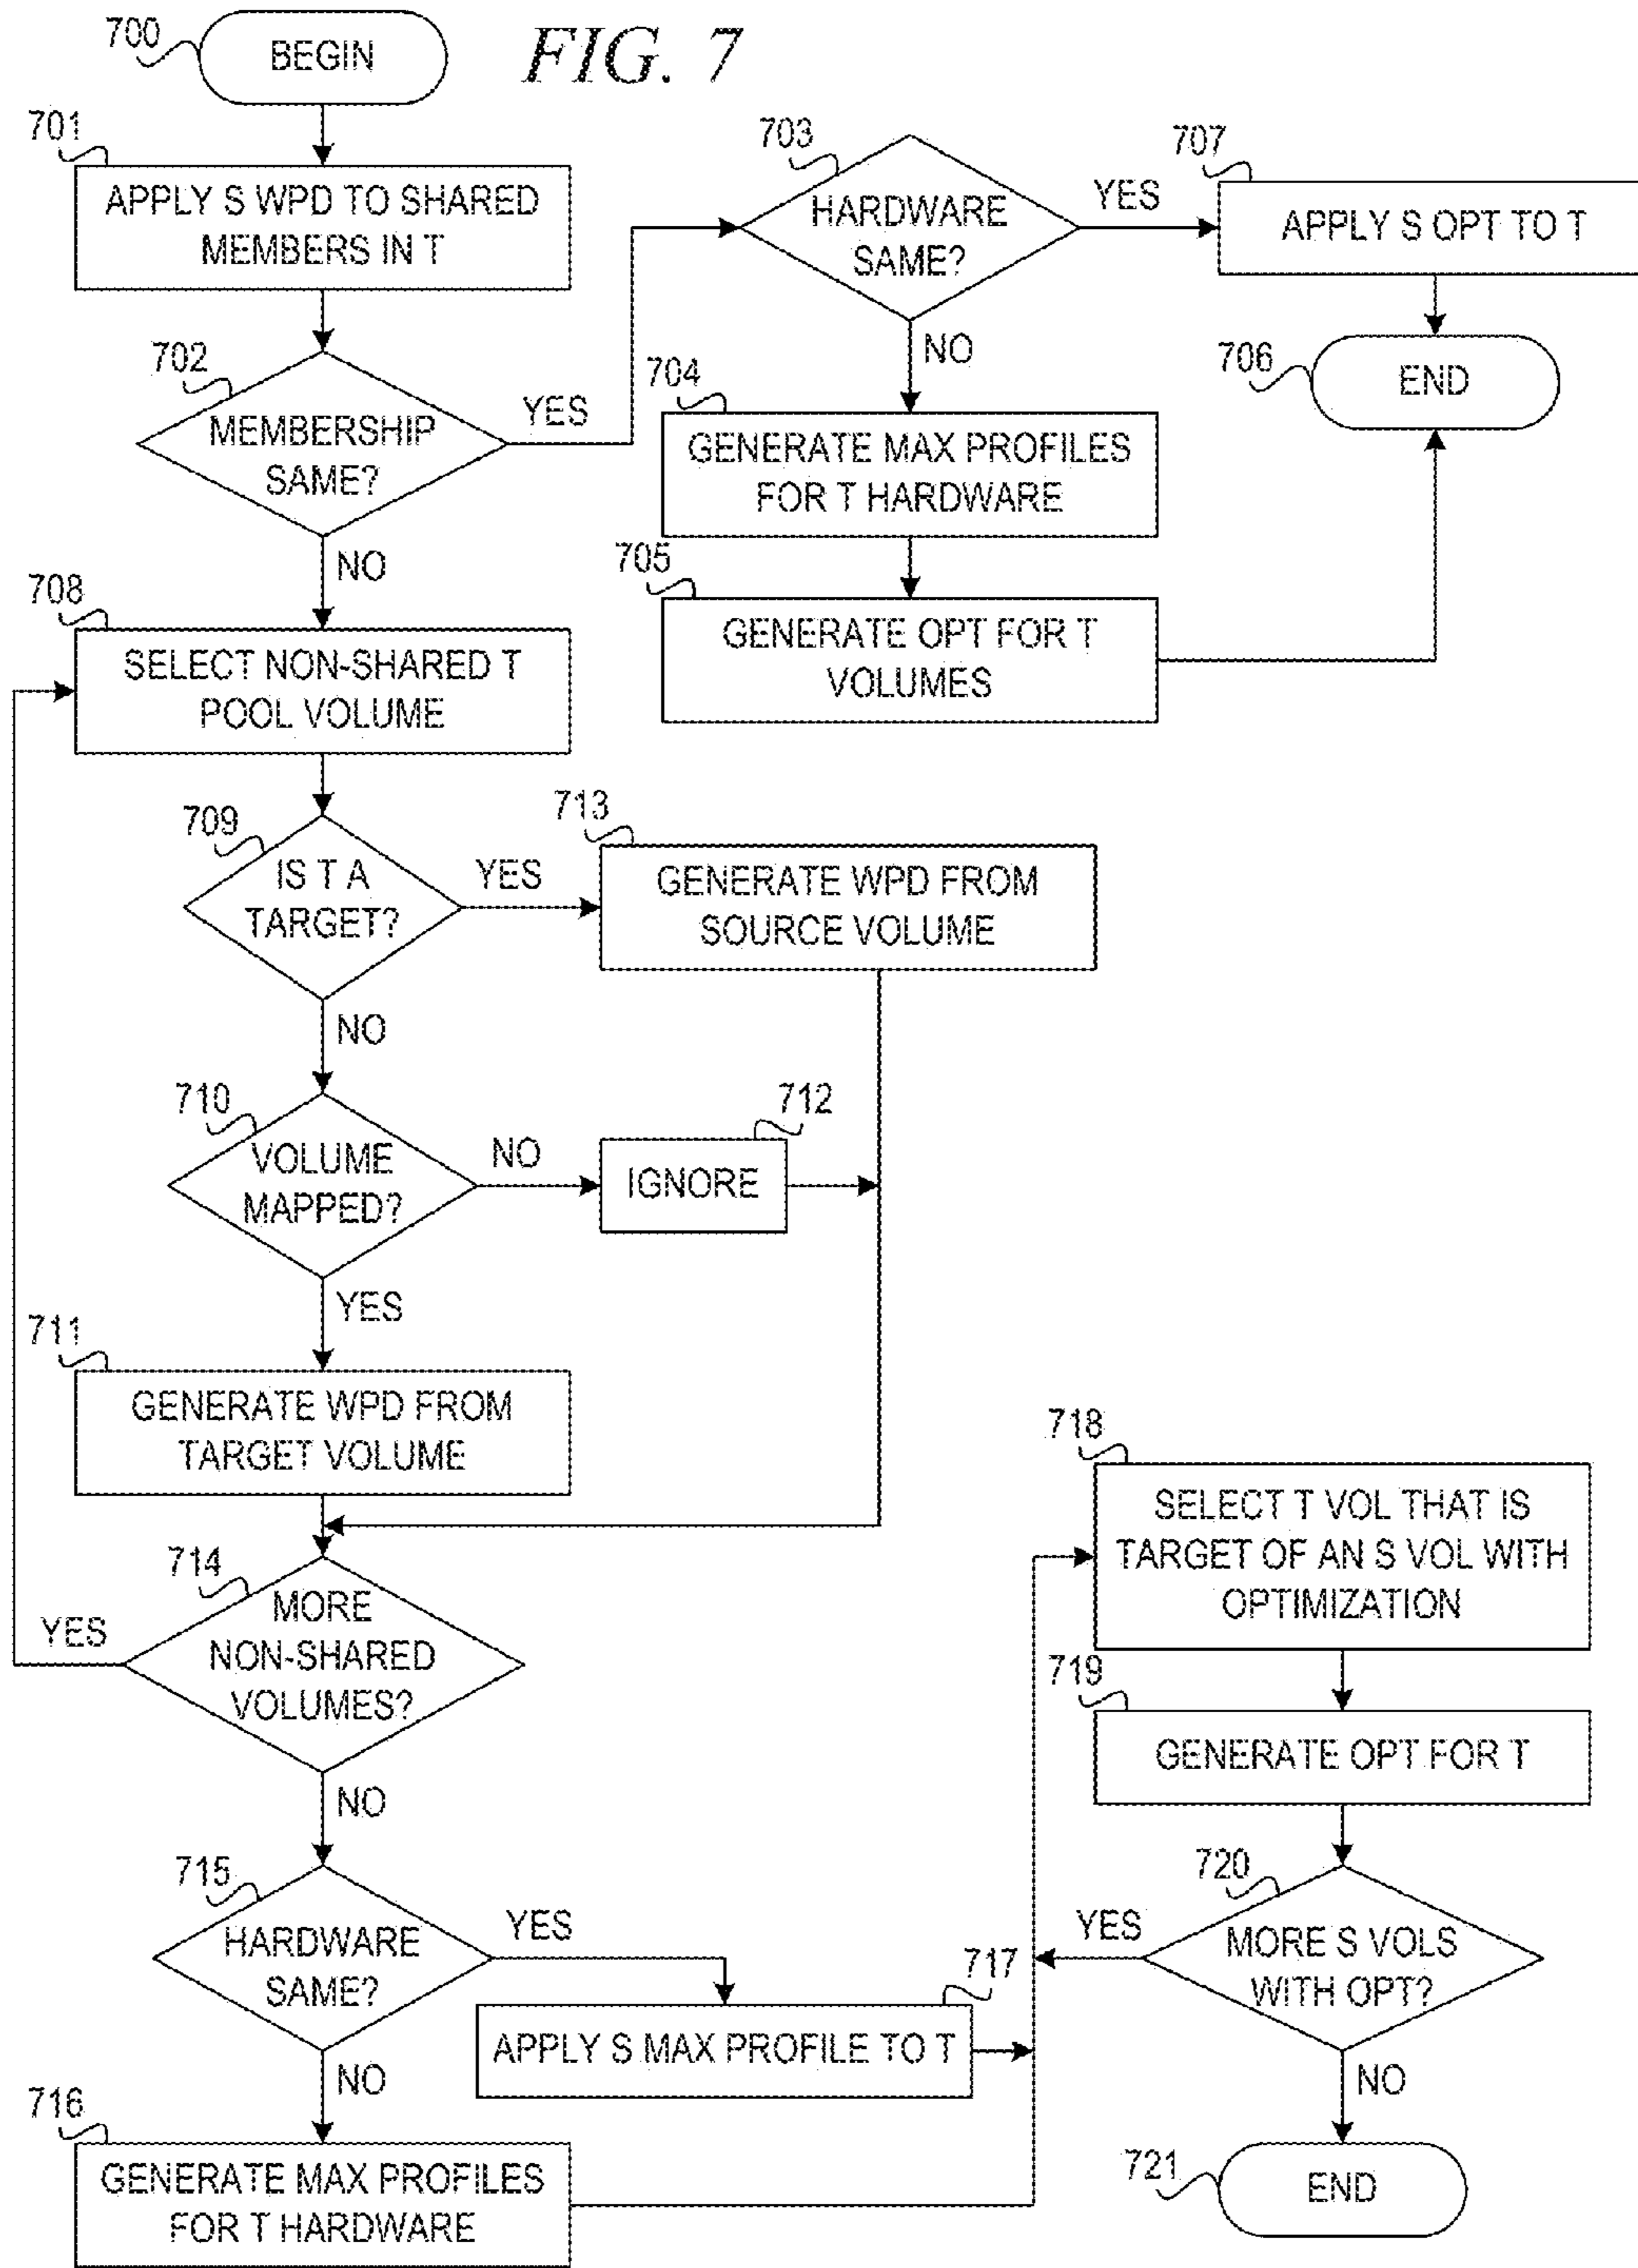 FIG. 7
700
BEGIN
701
APPLY S WPD TO SHARED
MEMBERS IN T
702
MEMBERSHIP
SAME?
YES
NO
703
HARDWARE
SAME?
YES
NO
707
APPLY S OPT TO T
706
END
704
GENERATE MAX PROFILES
FOR T HARDWARE
705
GENERATE OPT FOR T
VOLUMES
708
SELECT NON-SHARED T
POOL VOLUME
709
IS T A
TARGET?
YES
NO
713
GENERATE WPD FROM
SOURCE VOLUME
710
VOLUME
MAPPED?
NO
YES
712
IGNORE
711
GENERATE WPD FROM
TARGET VOLUME
714
MORE
NON-SHARED
VOLUMES?
YES
NO
715
HARDWARE
SAME?
YES
NO
717
APPLY S MAX PROFILE TO T
716
GENERATE MAX PROFILES
FOR T HARDWARE
718
SELECT T VOL THAT IS
TARGET OF AN S VOL WITH
OPTIMIZATION
719
GENERATE OPT FOR T
720
MORE S VOLS
WITH OPT?
YES
NO
721
END